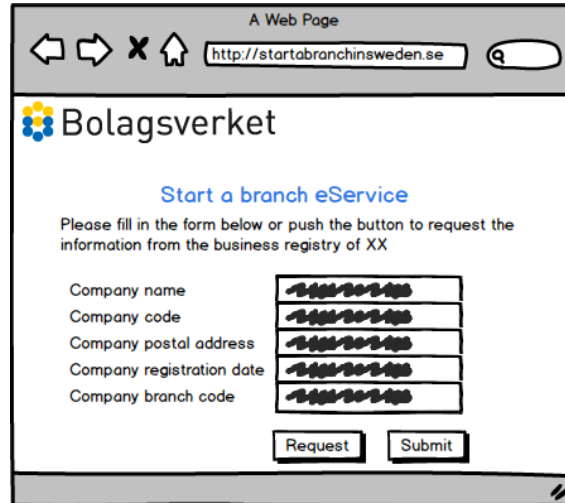 A Web Page
http://startabranchinsweden.se
Bolagsverket
Start a branch eService
Please fill in the form below or push the button to request the
information from the business registry of XX
Company name
Company code
Company postal address
Company registration date
Company branch code
Request Submit